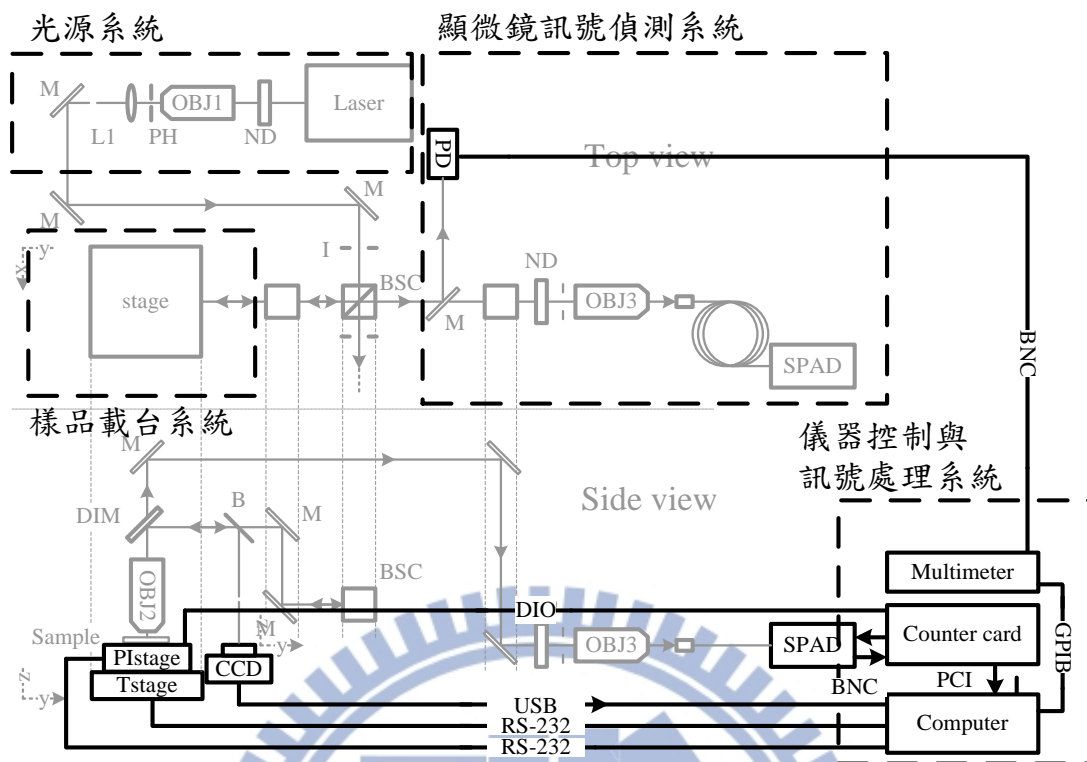 光源系統
顯微鏡訊號偵測系統
M
OBJ1
Laser
L1
PH
ND
PD
Top view
M
M
I
ND
BSC
x
y
stage
OBJ3
M
SPAD
BNC
樣品載台系統
儀器控制與
訊號處理系統
M
Side view
DIM
B
M
BSC
OBJ2
Multimeter
DIO
Sample
M
z
y
OBJ3
SPAD
Counter card
GPIB
PIstage
CCD
Tstage
z
y
BNC
PCI
USB
RS-232
Computer
RS-232